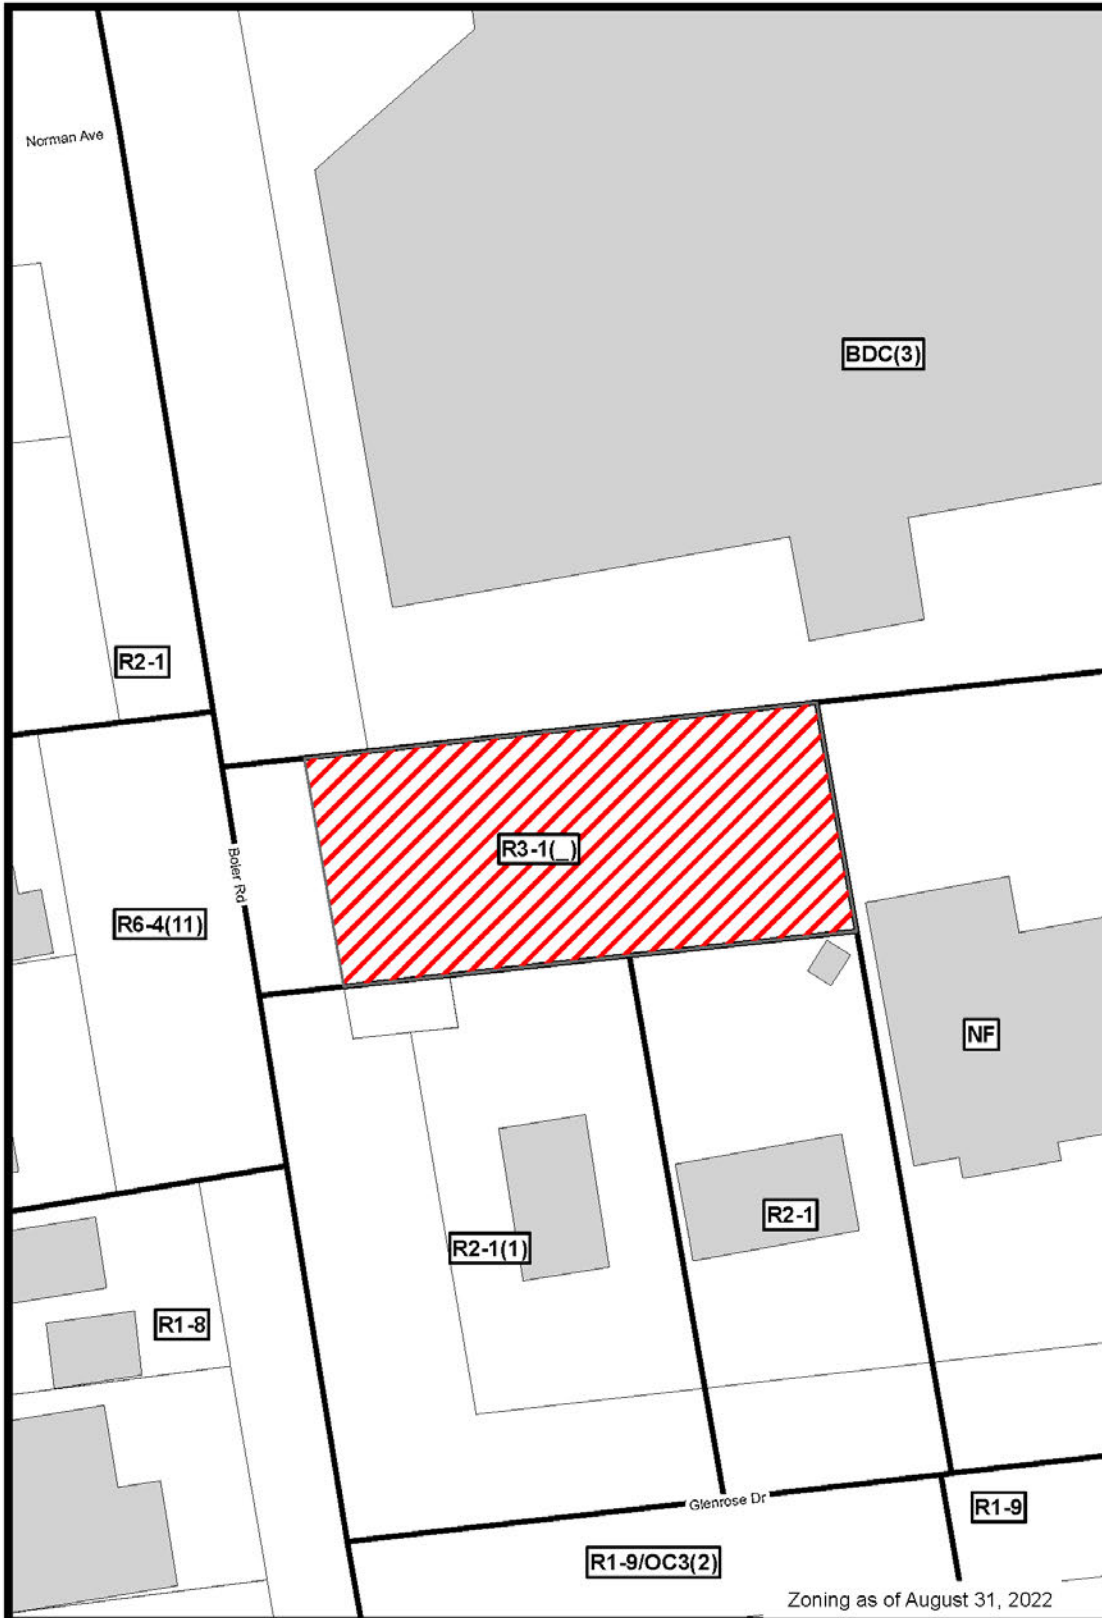 Norman Ave
BDC(3)
R2-1
R3-1(_)
Boler Rd
R6-4(11)
NF
R2-1
R2-1(1)
R1-8
Glenrose Dr
R1-9
R1-9/OC3(2)
Zoning as of August 31, 2022